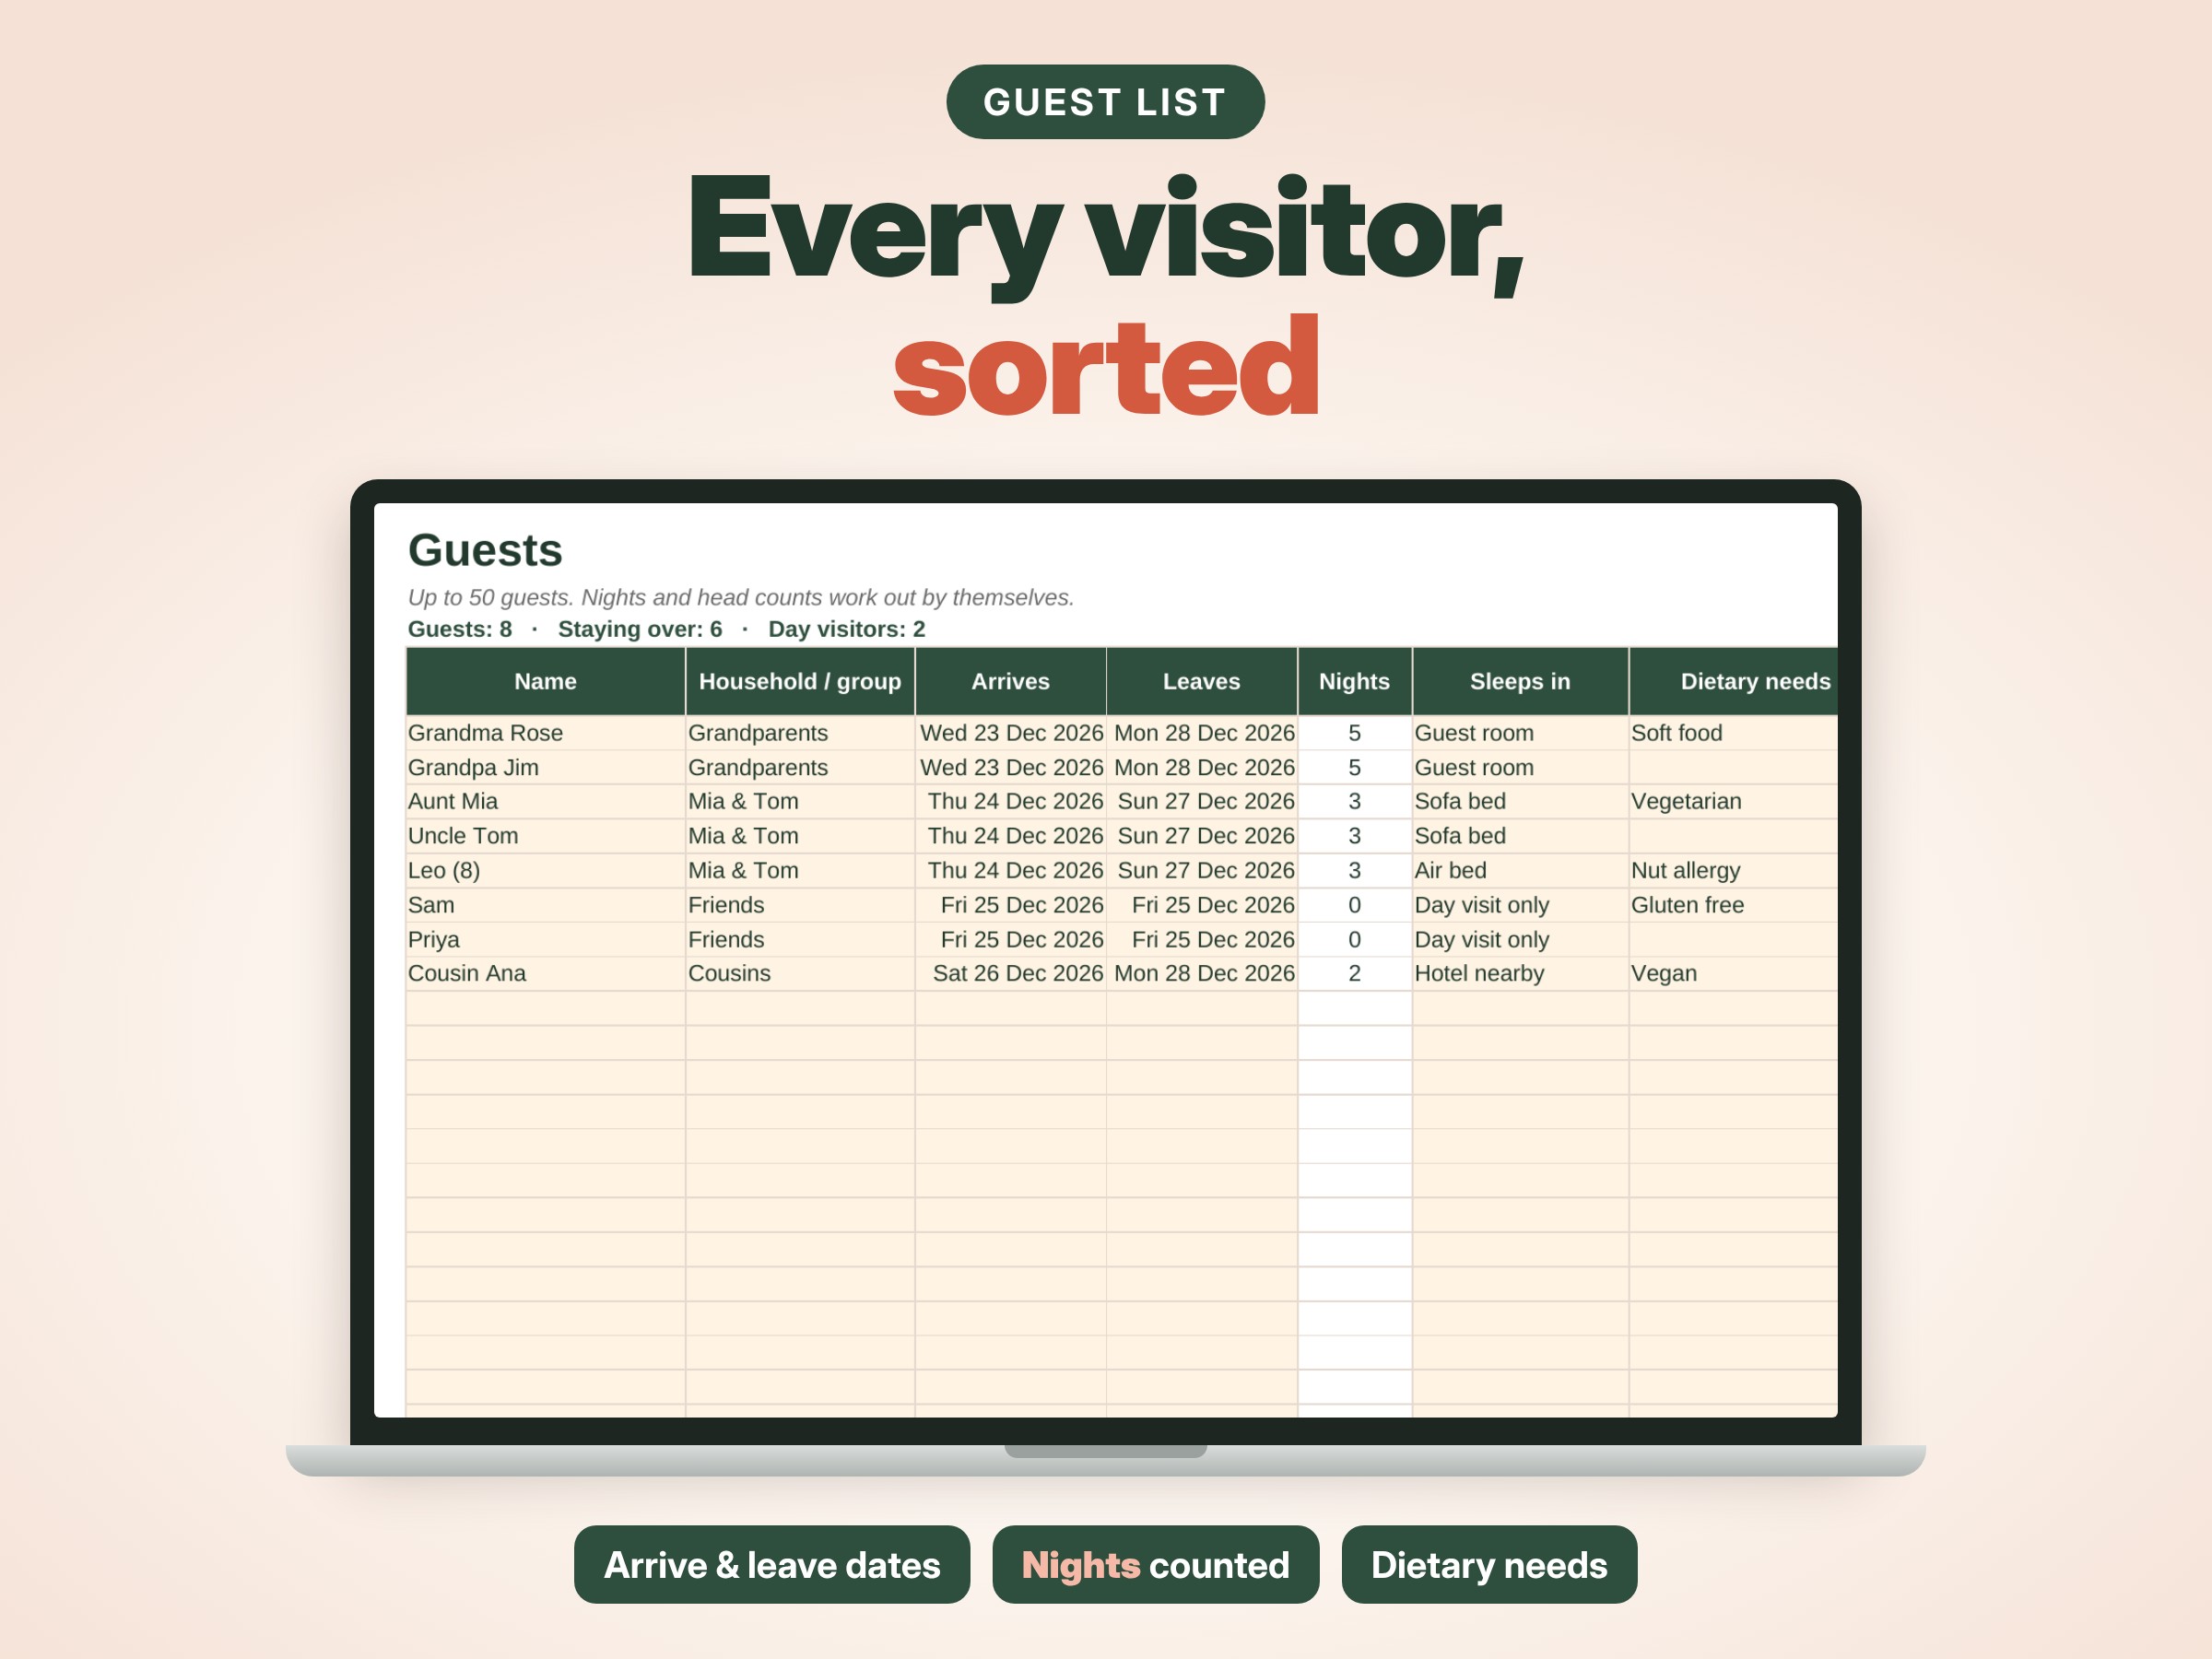 GUEST LIST
Every visitor,
sorted
Guests
Up to 50 guests. Nights and head counts work out by themselves.
Guests: 8 · Staying over: 6 · Day visitors: 2
Name Household / group Arrives Leaves Nights Sleeps in Dietary needs
Grandma Rose Grandparents Wed 23 Dec 2026 Mon 28 Dec 2026 5 Guest room Soft food
Grandpa Jim Grandparents Wed 23 Dec 2026 Mon 28 Dec 2026 5 Guest room
Aunt Mia Mia & Tom Thu 24 Dec 2026 Sun 27 Dec 2026 3 Sofa bed Vegetarian
Uncle Tom Mia & Tom Thu 24 Dec 2026 Sun 27 Dec 2026 3 Sofa bed
Leo (8) Mia & Tom Thu 24 Dec 2026 Sun 27 Dec 2026 3 Air bed Nut allergy
Sam Friends Fri 25 Dec 2026 Fri 25 Dec 2026 0 Day visit only Gluten free
Priya Friends Fri 25 Dec 2026 Fri 25 Dec 2026 0 Day visit only
Cousin Ana Cousins Sat 26 Dec 2026 Mon 28 Dec 2026 2 Hotel nearby Vegan
Arrive & leave dates Nights counted Dietary needs